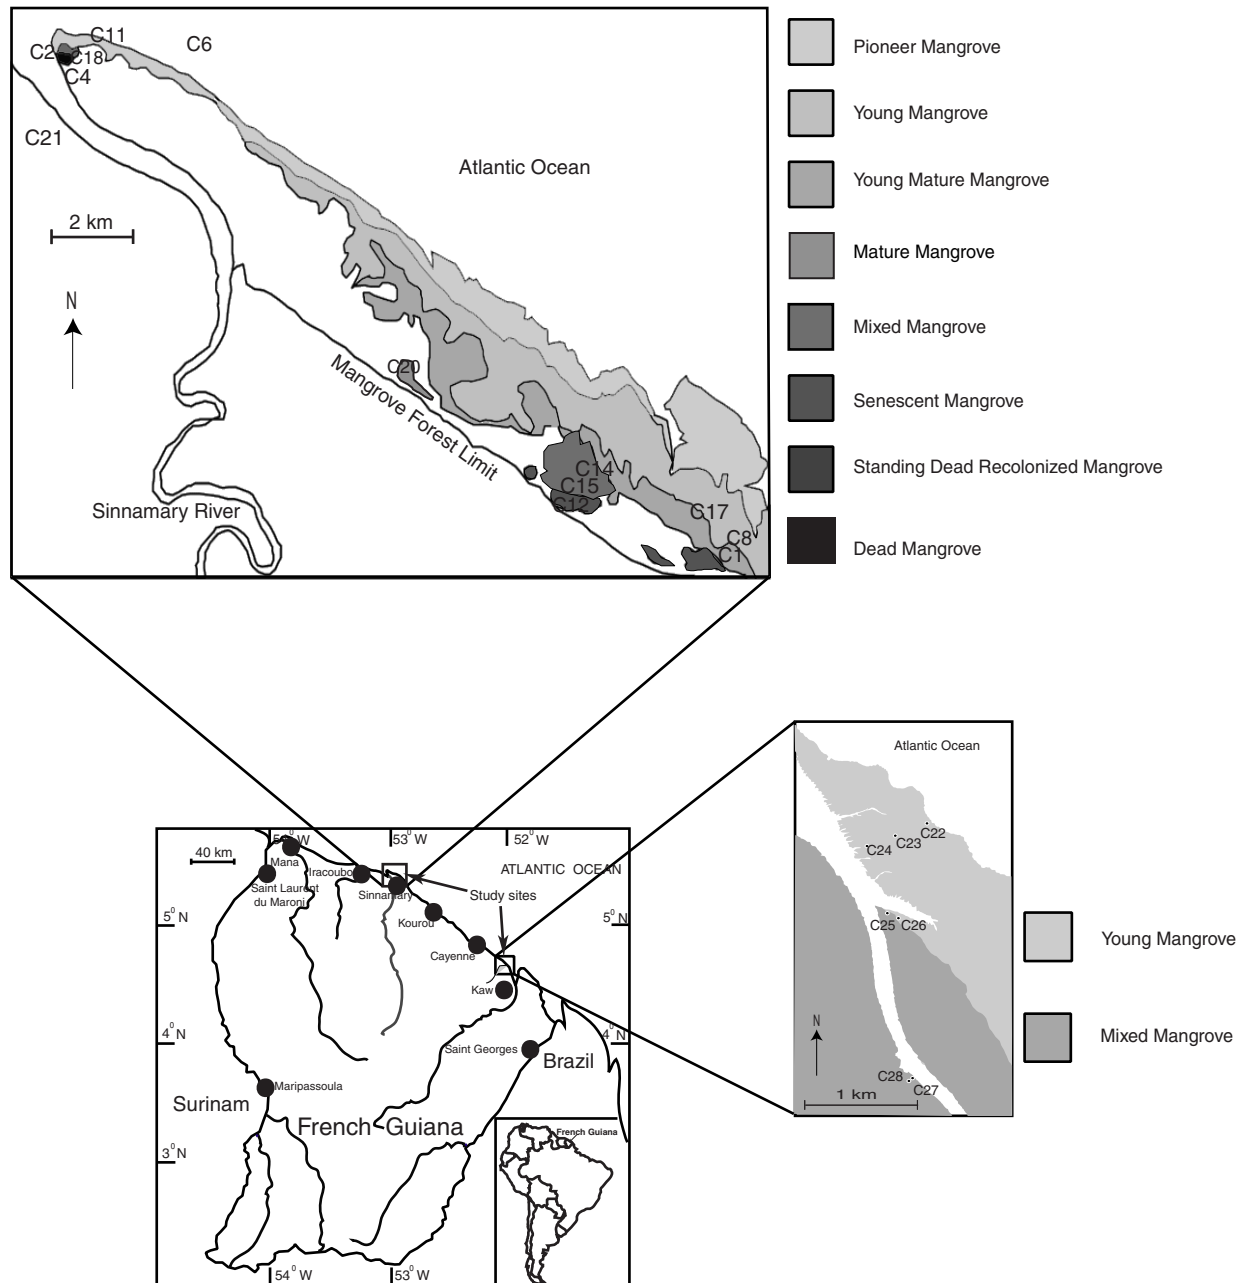 C11
C6
C2
C18
C4
C21
Atlantic Ocean
2 km
N
C20
Mangrove Forest Limit
C14
C15
C12
C17
C8
C1
Sinnamary River
Pioneer Mangrove
Young Mangrove
Young Mature Mangrove
Mature Mangrove
Mixed Mangrove
Senescent Mangrove
Standing Dead Recolonized Mangrove
Dead Mangrove
54° W
53° W
52° W
40 km
ATLANTIC OCEAN
Mana
Iracoubo
Saint Laurent
du Maroni
Sinnamary
Study sites
5° N
5° N
Kourou
Cayenne
Kaw
4° N
4° N
Saint Georges
Brazil
Maripassoula
Surinam
French Guiana
3° N
French Guiana
54° W
53° W
Atlantic Ocean
C22
C23
C24
C25
C26
N
C28
C27
1 km
Young Mangrove
Mixed Mangrove